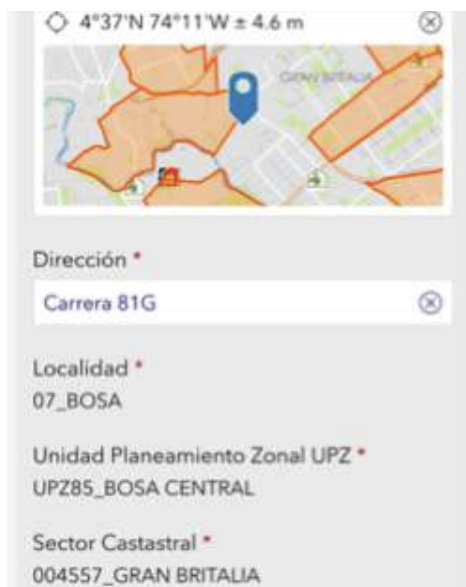 4°37'N 74°11'W ± 4.6 m
GRAN BRITALIA
Dirección *
Carrera 81G
Localidad *
07_BOSA
Unidad Planeamiento Zonal UPZ *
UPZ85_BOSA CENTRAL
Sector Castastral *
004557_GRAN BRITALIA